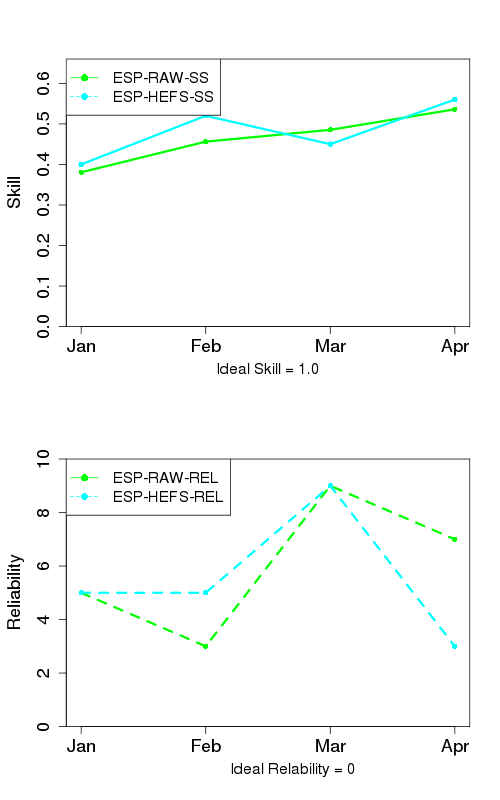 ESP-RAW-SS
ESP-HEFS-SS
Skill
0.6
0.5
0.4
0.3
0.2
0.1
0.0
Jan Feb Mar Apr
Ideal Skill = 1.0
ESP-RAW-REL
ESP-HEFS-REL
Reliability
10
8
6
4
2
0
Jan Feb Mar Apr
Ideal Relability = 0